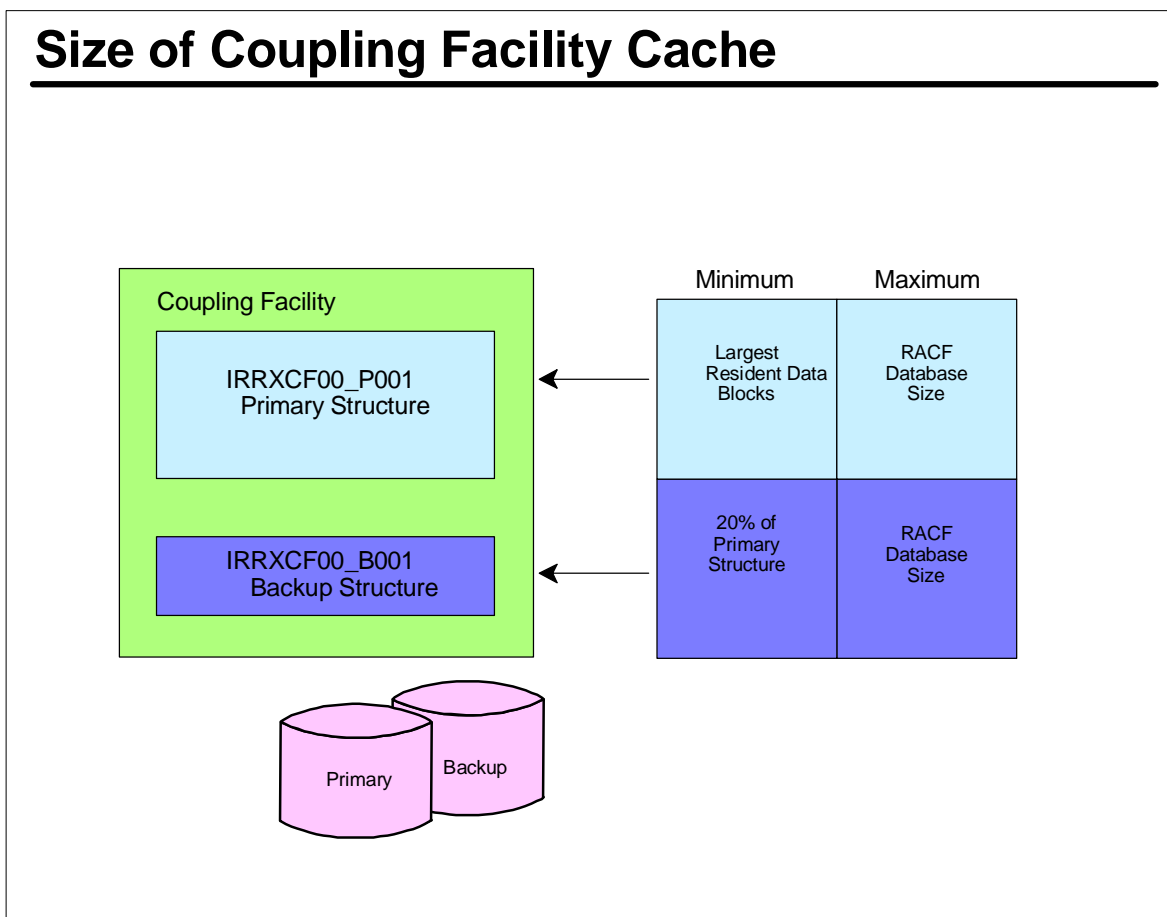 Size of Coupling Facility Cache
Coupling Facility
IRRXCF00_P001
Primary Structure
IRRXCF00_B001
Backup Structure
Minimum
Maximum
Largest
Resident Data
Blocks
RACF
Database
Size
20% of
Primary
Structure
RACF
Database
Size
Primary
Backup